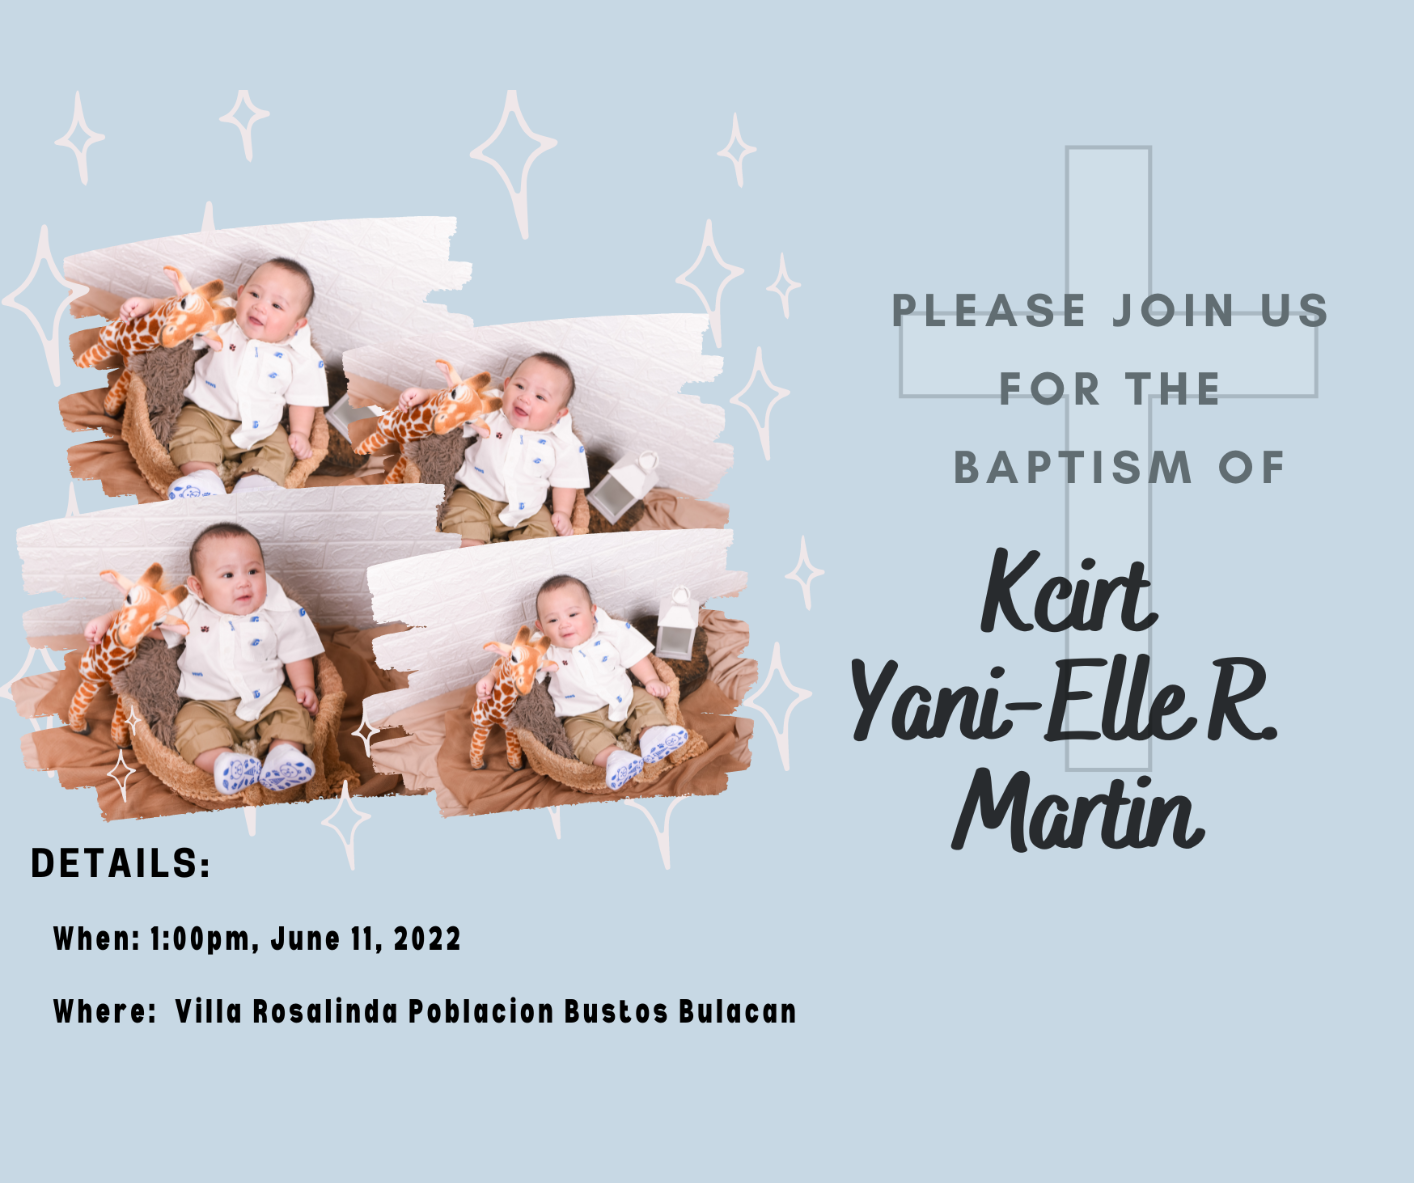 PLEASE JOIN US
FOR THE
BAPTISM OF
Kcirt
Yani-Elle R.
Martin
DETAILS:
When: 1:00pm, June 11, 2022
Where: Villa Rosalinda Poblacion Bustos Bulacan